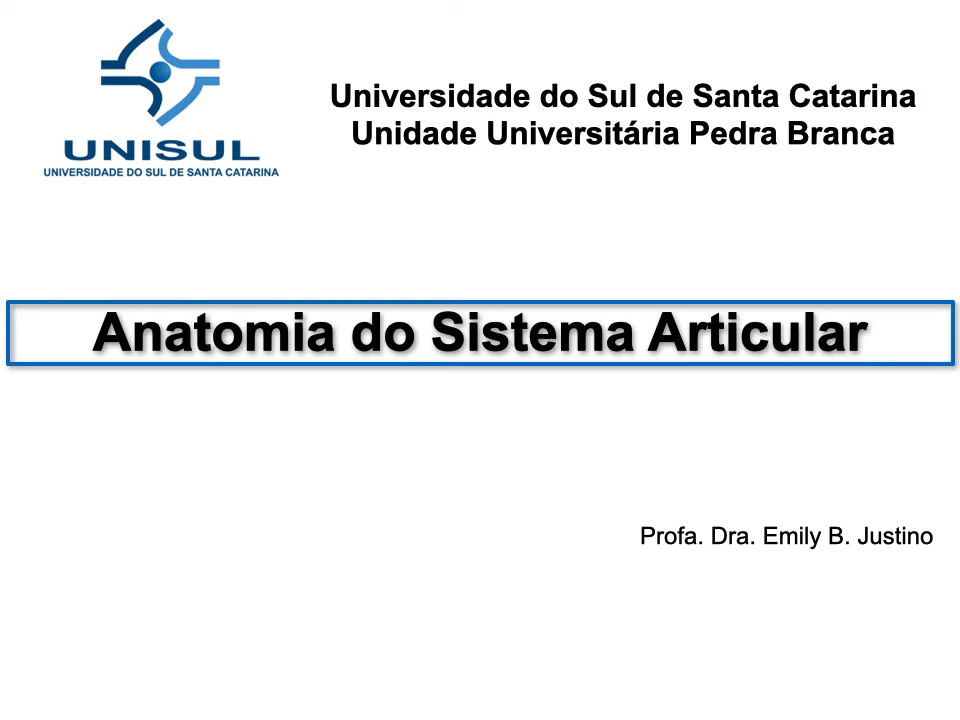 UNISUL
UNIVERSIDADE DO SUL DE SANTA CATARINA
Universidade do Sul de Santa Catarina
Unidade Universitária Pedra Branca
Anatomia do Sistema Articular
Profa. Dra. Emily B. Justino